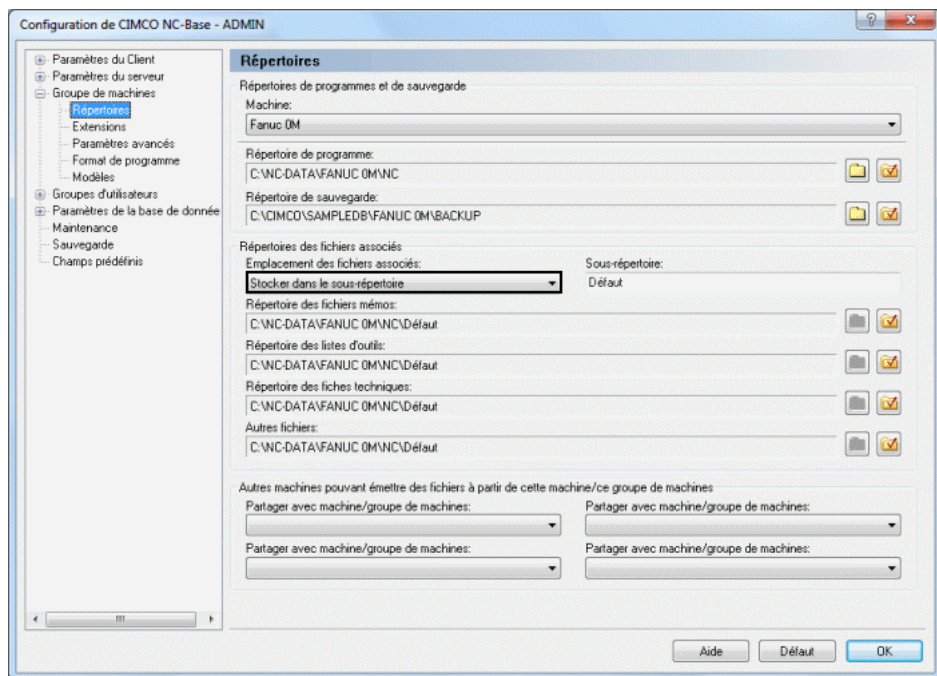 Configuration de CIMCO NC-Base - ADMIN
Paramètres du Client
Paramètres du serveur
Groupe de machines
Répertoires
Extensions
Paramètres avancés
Format de programme
Modèles
Groupes d'utilisateurs
Paramètres de la base de donnée
Maintenance
Sauvegarde
Champs prédéfinis
Répertoires
Répertoires de programmes et de sauvegarde
Machine:
Fanuc 0M
Répertoire de programme:
C:\NC-DATA\FANUC 0M\NC
Répertoire de sauvegarde:
C:\CIMCO\SAMPLEDB\FANUC 0M\BACKUP
Répertoires des fichiers associés
Emplacement des fichiers associés: Sous-répertoire:
Stocker dans le sous-répertoire Défaut
Répertoire des fichiers mémos:
C:\NC-DATA\FANUC 0M\NC\Défaut
Répertoire des listes d'outils:
C:\NC-DATA\FANUC 0M\NC\Défaut
Répertoire des fiches techniques:
C:\NC-DATA\FANUC 0M\NC\Défaut
Autres fichiers:
C:\NC-DATA\FANUC 0M\NC\Défaut
Autres machines pouvant émettre des fichiers à partir de cette machine/ce groupe de machines
Partager avec machine/groupe de machines: Partager avec machine/groupe de machines:
Partager avec machine/groupe de machines: Partager avec machine/groupe de machines:
Aide Défaut OK